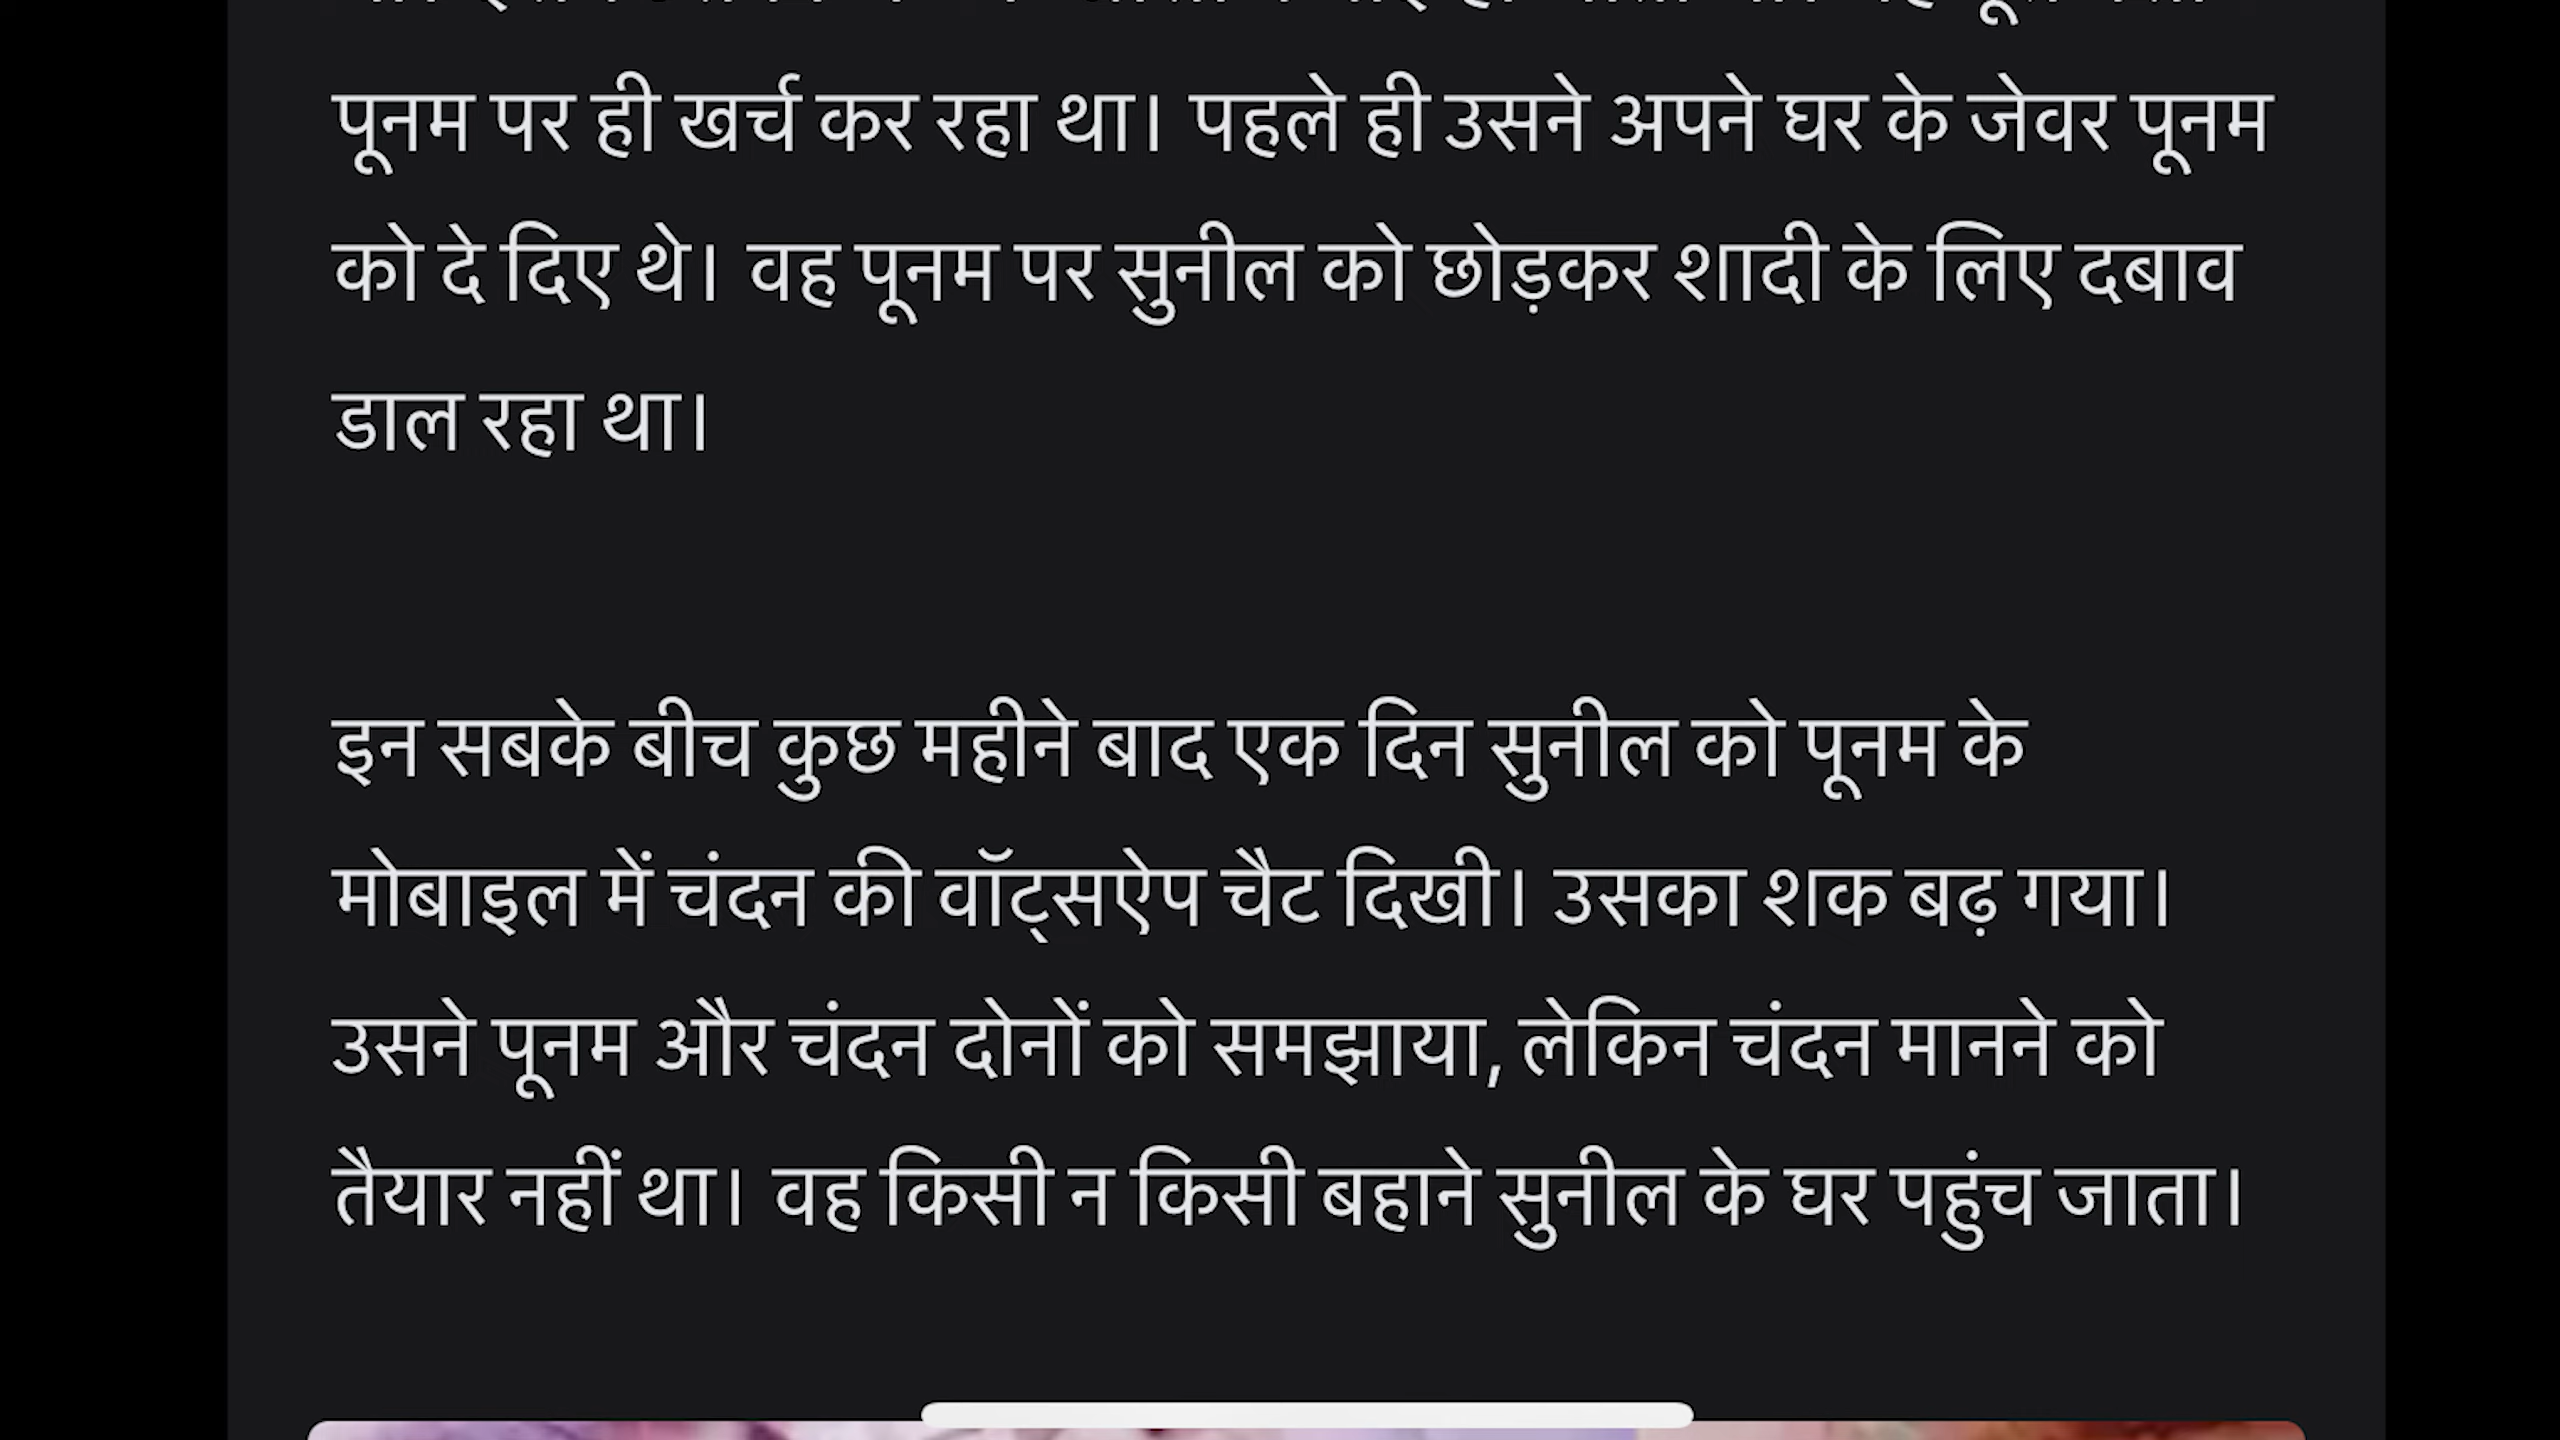 पूनम पर ही खर्च कर रहा था। पहले ही उसने अपने घर के जेवर पूनम
को दे दिए थे। वह पूनम पर सुनील को छोड़कर शादी के लिए दबाव
डाल रहा था।
इन सबके बीच कुछ महीने बाद एक दिन सुनील को पूनम के
मोबाइल में चंदन की वॉट्सऐप चैट दिखी। उसका शक बढ़ गया।
उसने पूनम और चंदन दोनों को समझाया, लेकिन चंदन मानने को
तैयार नहीं था। वह किसी न किसी बहाने सुनील के घर पहुंच जाता।